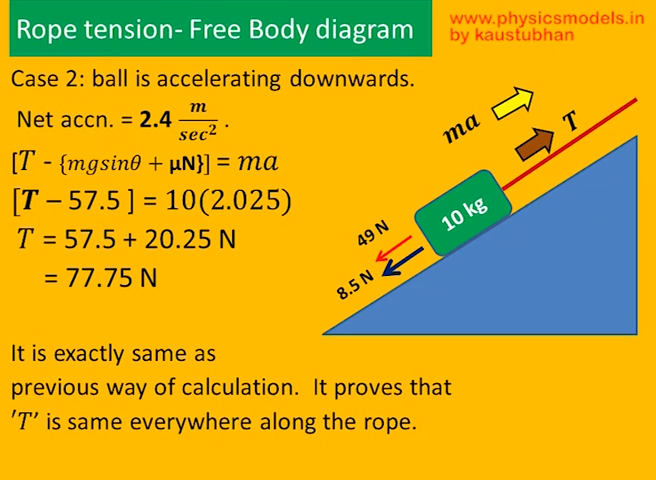 Rope tension- Free Body diagram
www.physicsmodels.in
by kaustubhan
Case 2: ball is accelerating downwards.
Net accn. = 2.4 m/sec² .
[T - {mgsinθ + μN}] = ma
[T − 57.5 ] = 10(2.025)
T = 57.5 + 20.25 N
= 77.75 N
ma
T
10 kg
49 N
8.5 N
It is exactly same as
previous way of calculation. It proves that
'T' is same everywhere along the rope.